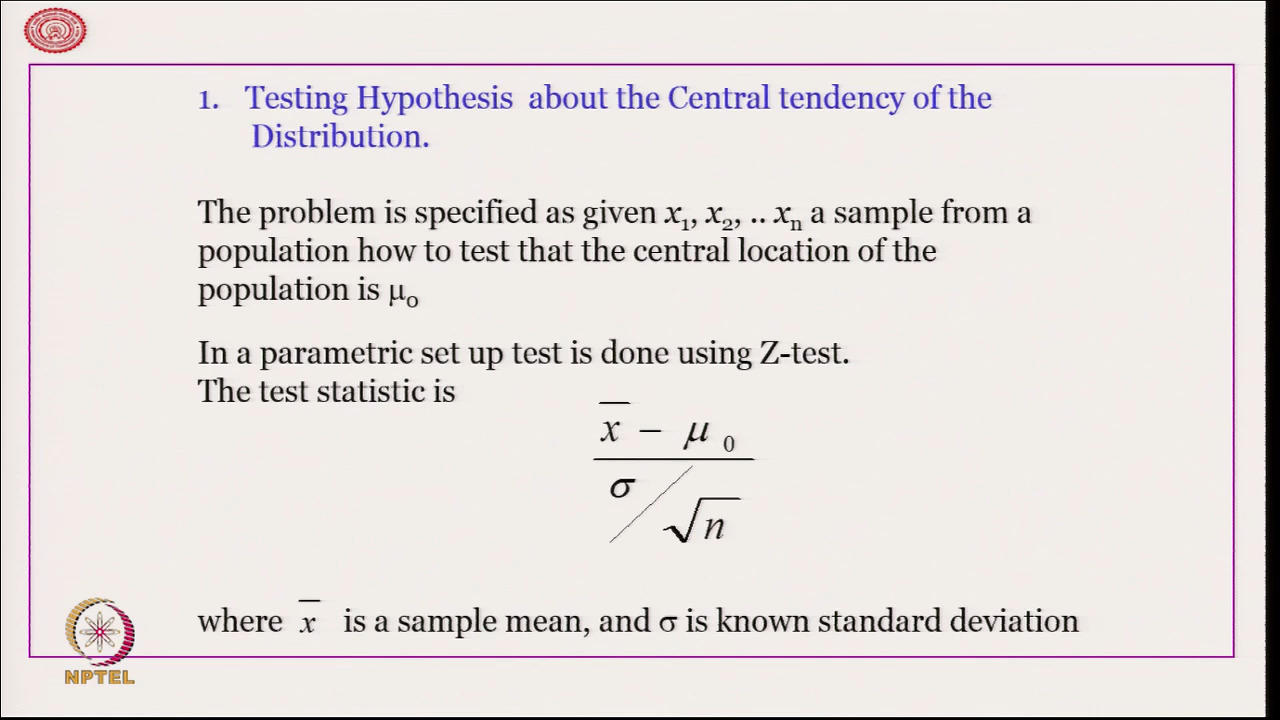 1. Testing Hypothesis about the Central tendency of the
Distribution.
The problem is specified as given x₁, x₂, .. xₙ a sample from a
population how to test that the central location of the
population is μ₀
In a parametric set up test is done using Z-test.
The test statistic is
x̅ − μ₀
σ / √n
where x̅ is a sample mean, and σ is known standard deviation
NPTEL